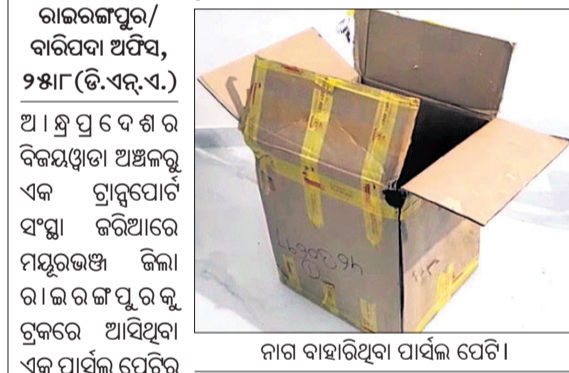 ରାଇରଙ୍ଗପୁର/
ବାରିପଦା ଅଫିସ,
୨୫।୮(ଡି.ଏନ୍.ଏ.)
ଆନ୍ଧ୍ରପ୍ରଦେଶର
ବିଜୟୱାଡା ଅଞ୍ଚଳରୁ
ଏକ ଟ୍ରାନ୍ସପୋର୍ଟ
ସଂସ୍ଥା ଜରିଆରେ
ମୟୂରଭଞ୍ଜ ଜିଲା
ରାଇରଙ୍ଗପୁରକୁ
ଟ୍ରକରେ ଆସିଥିବା
ଏକ ପାର୍ସଲ ପେଟିର
ନାଗ ବାହାରିଥିବା ପାର୍ସଲ ପେଟି।